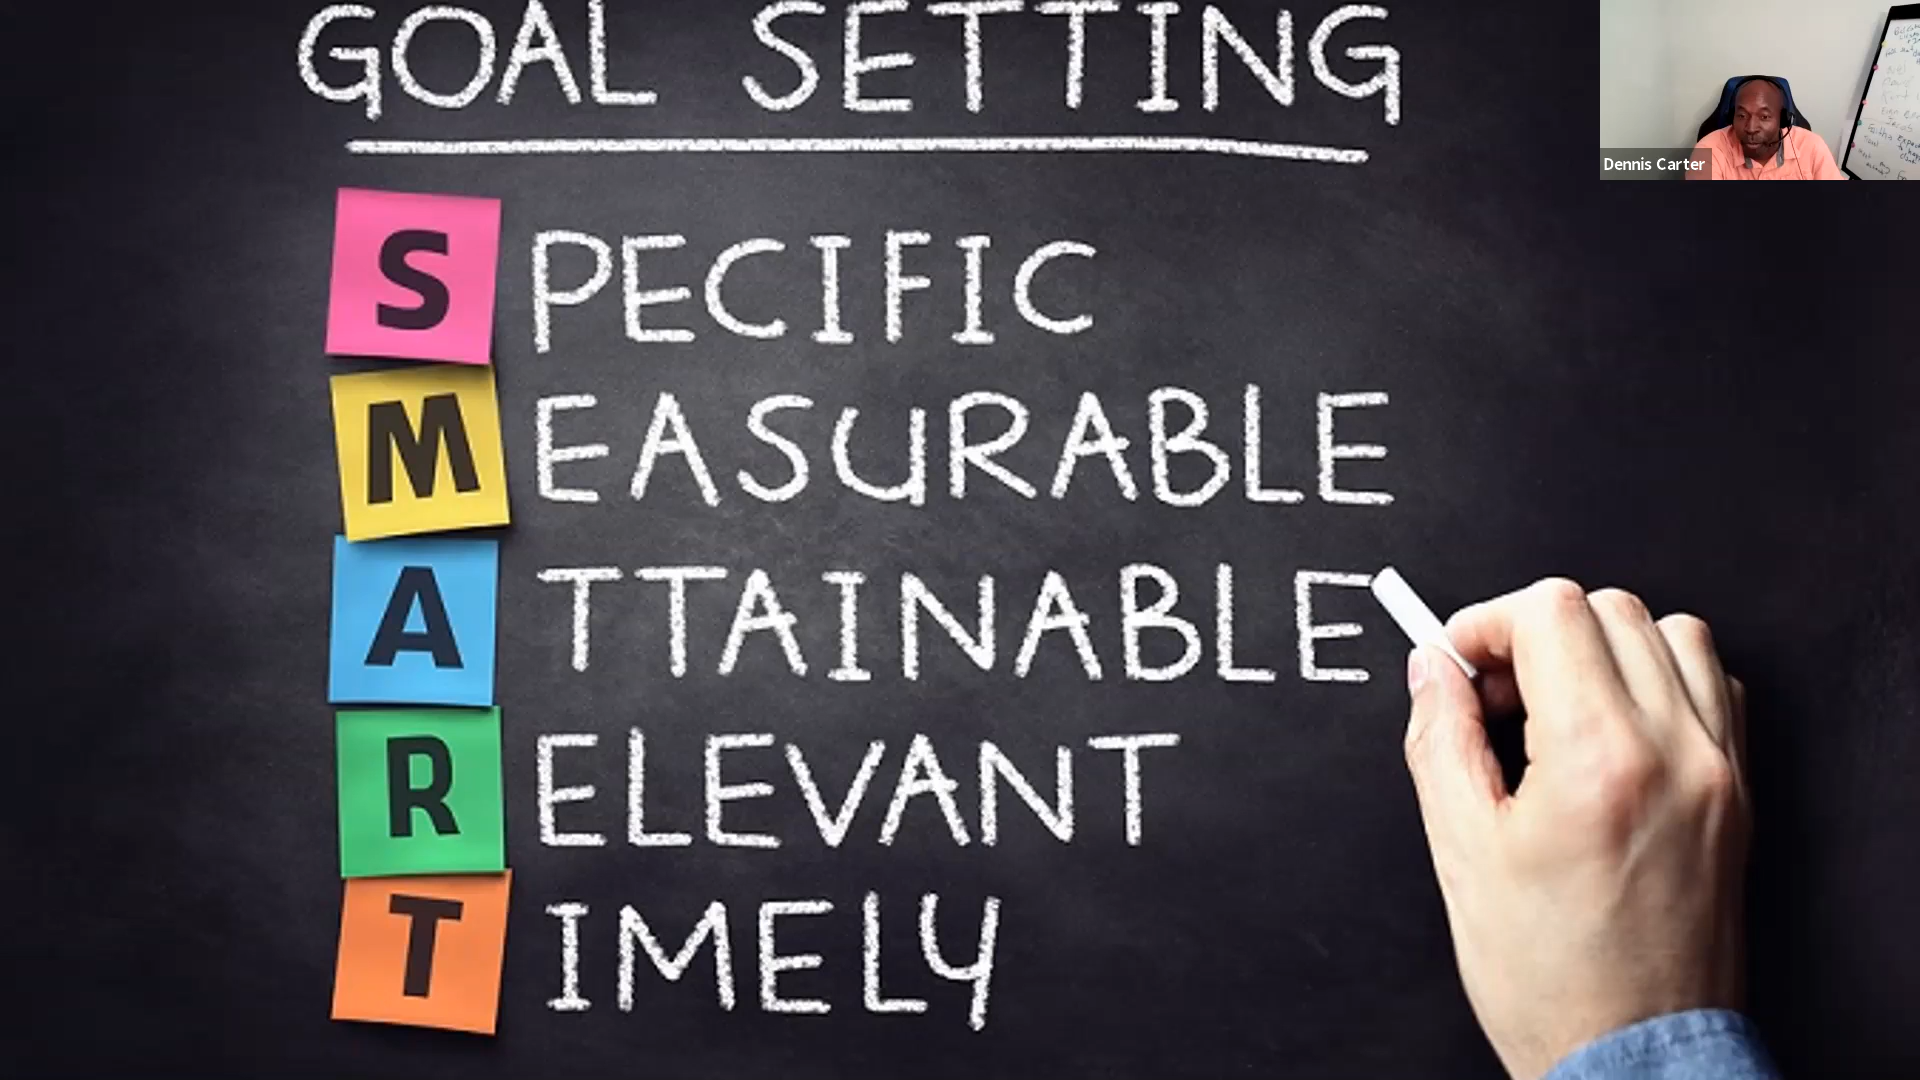 GOAL SETTING
SPECIFIC
MEASURABLE
ATTAINABLE
RELEVANT
TIMELY
Dennis Carter